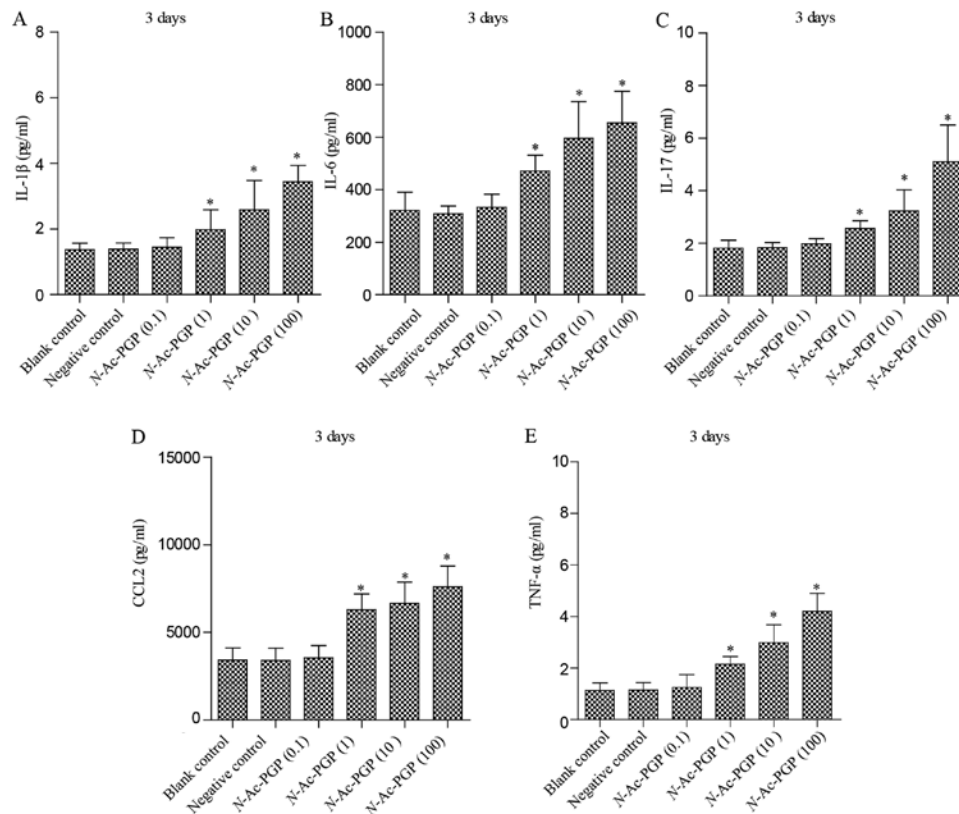 A
3 days
IL-1β (pg/ml)
8
6
4
2
0
*
*
*
Blank control
Negative control
N-Ac-PGP (0.1)
N-Ac-PGP (1)
N-Ac-PGP (10 )
N-Ac-PGP (100)
B
3 days
IL-6 (pg/ml)
1000
800
600
400
200
0
*
*
*
Blank control
Negative control
N-Ac-PGP (0.1)
N-Ac-PGP (1)
N-Ac-PGP (10 )
N-Ac-PGP (100)
C
3 days
IL-17 (pg/ml)
10
8
6
4
2
0
*
*
*
Blank control
Negative control
N-Ac-PGP (0.1)
N-Ac-PGP (1)
N-Ac-PGP (10 )
N-Ac-PGP (100)
D
3 days
CCL2 (pg/ml)
15000
10000
5000
0
*
*
*
Blank control
Negative control
N-Ac-PGP (0.1)
N-Ac-PGP (1)
N-Ac-PGP (10 )
N-Ac-PGP (100)
E
3 days
TNF-α (pg/ml)
10
8
6
4
2
0
*
*
*
Blank control
Negative control
N-Ac-PGP (0.1)
N-Ac-PGP (1)
N-Ac-PGP (10 )
N-Ac-PGP (100)